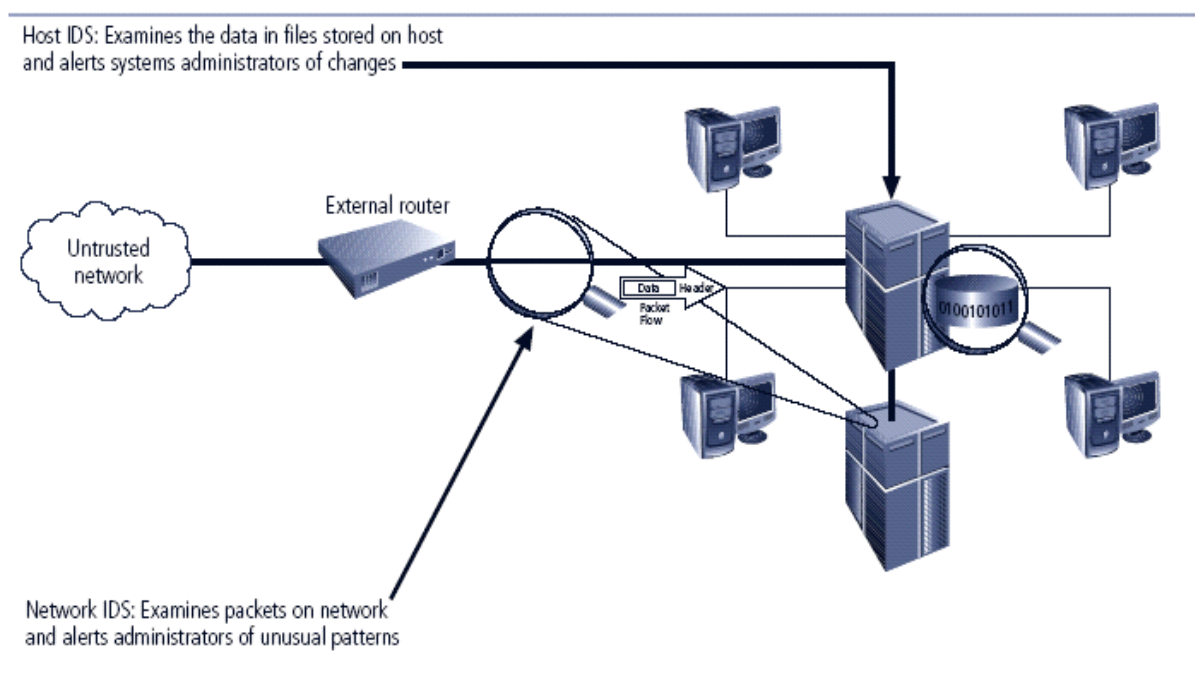 Host IDS: Examines the data in files stored on host
and alerts systems administrators of changes
External router
Untrusted
network
Data
Header
Packet
Flow
0100101011
Network IDS: Examines packets on network
and alerts administrators of unusual patterns